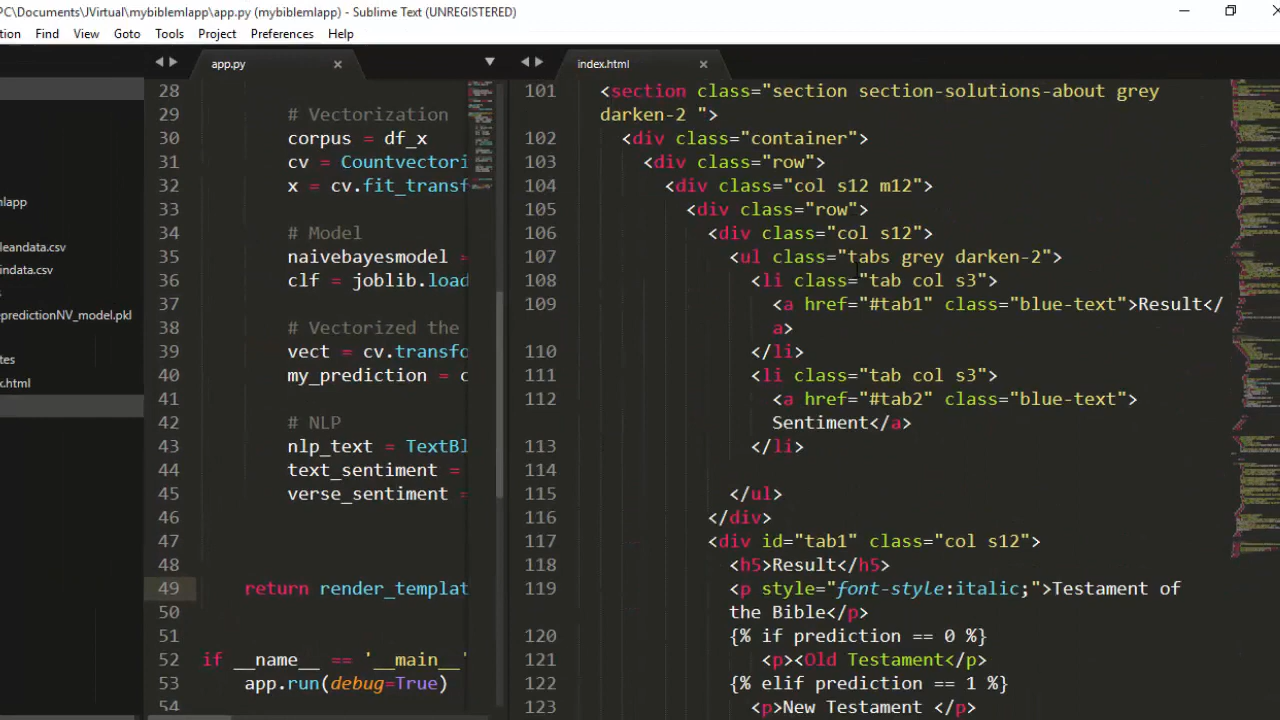 PC\Documents\JVirtual\mybiblemlapp\app.py (mybiblemlapp) - Sublime Text (UNREGISTERED)
tion Find View Goto Tools Project Preferences Help
app.py
index.html
lapp
leandata.csv
indata.csv
s
predictionNV_model.pkl
tes
x.html
28
29 # Vectorization
30 corpus = df_x
31 cv = Countvectori
32 x = cv.fit_transf
33
34 # Model
35 naivebayesmodel =
36 clf = joblib.load
37
38 # Vectorized the
39 vect = cv.transfo
40 my_prediction = c
41
42 # NLP
43 nlp_text = TextBl
44 text_sentiment =
45 verse_sentiment =
46
47
48
49 return render_templat
50
51
52 if __name__ == '__main__'
53 app.run(debug=True)
54
101 <section class="section section-solutions-about grey
darken-2 ">
102 <div class="container">
103 <div class="row">
104 <div class="col s12 m12">
105 <div class="row">
106 <div class="col s12">
107 <ul class="tabs grey darken-2">
108 <li class="tab col s3">
109 <a href="#tab1" class="blue-text">Result</
a>
110 </li>
111 <li class="tab col s3">
112 <a href="#tab2" class="blue-text">
Sentiment</a>
113 </li>
114
115 </ul>
116 </div>
117 <div id="tab1" class="col s12">
118 <h5>Result</h5>
119 <p style="font-style:italic;">Testament of
the Bible</p>
120 {% if prediction == 0 %}
121 <p><Old Testament</p>
122 {% elif prediction == 1 %}
123 <p>New Testament </p>